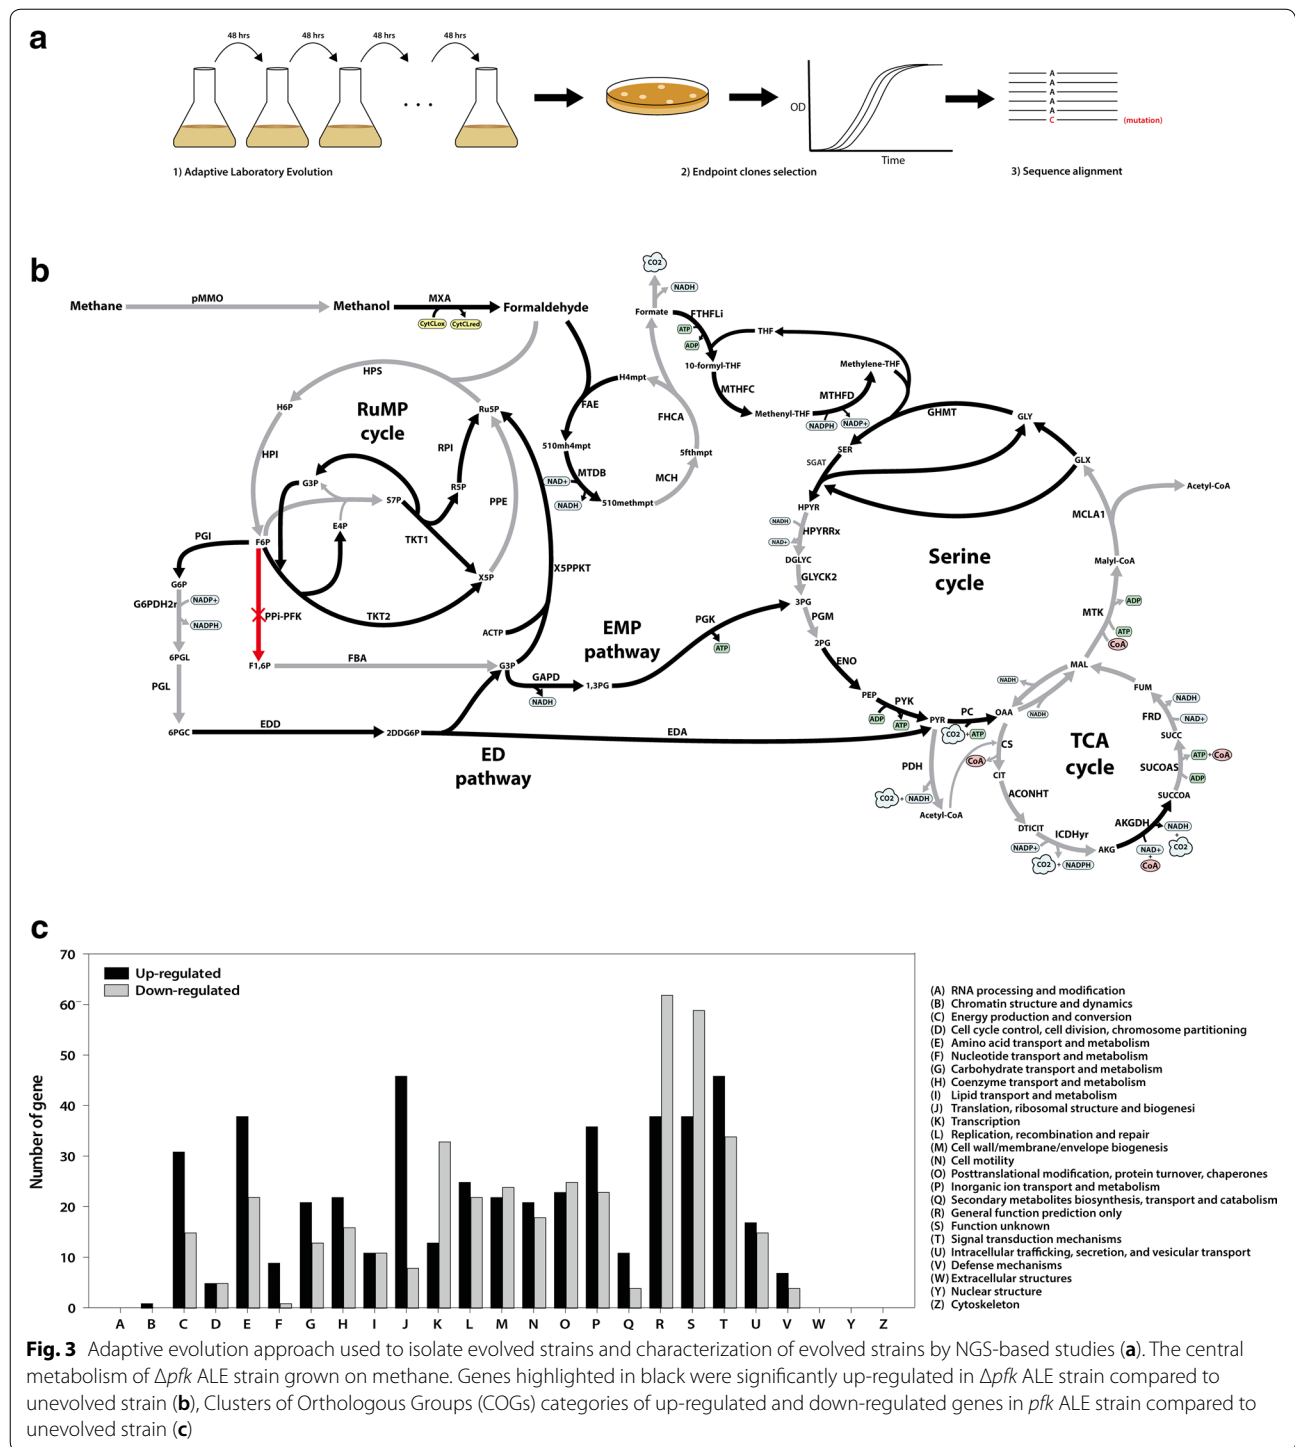 a
48 hrs 48 hrs 48 hrs 48 hrs
. . .
OD
Time
A
A
A
A
A
C (mutation)
1) Adaptive Laboratory Evolution
2) Endpoint clones selection
3) Sequence alignment
b
Methane
pMMO
Methanol
MXA
CytCLox
CytCLred
Formaldehyde
CO2
NADH
Formate
FTHFLi
ATP
ADP
THF
10-formyl-THF
MTHFC
Methenyl-THF
MTHFD
NADPH
NADP+
Methylene-THF
GHMT
GLY
SER
SGAT
GLX
HPS
H6P
RuMP
cycle
Ru5P
HPI
RPI
G3P
S7P
R5P
E4P
PPE
TKT1
X5P
TKT2
F6P
PGI
G6P
G6PDH2r
NADP+
NADPH
PPi-PFK
6PGL
F1,6P
PGL
6PGC
FBA
EDD
2DDG6P
ED
pathway
EDA
FAE
H4mpt
510mh4mpt
MTDB
NAD+
NADH
510methmpt
MCH
5fthmpt
FHCA
X5PPKT
ACTP
G3P
GAPD
NADH
1,3PG
EMP
pathway
PGK
ATP
HPYR
NADH
HPYRRx
NAD+
DGLYC
GLYCK2
3PG
PGM
2PG
ENO
PEP
PYK
ADP
ATP
PYR
PC
CO2 + ATP
OAA
Serine
cycle
Acetyl-CoA
MCLA1
Malyl-CoA
MTK
ADP
ATP
CoA
MAL
NADH
NADH
FUM
NADH
FRD
NAD+
SUCC
ATP + CoA
SUCOAS
ADP
SUCCOA
AKGDH
NADH
+
CO2
NAD+
+
CoA
AKG
TCA
cycle
CS
CoA
CIT
ACONHT
DTICIT
ICDHyr
NADP+
CO2 + NADPH
PDH
CO2 + NADH
Acetyl-CoA
c
Number of gene
70
60
50
40
30
20
10
0
Up-regulated
Down-regulated
A B C D E F G H I J K L M N O P Q R S T U V W Y Z
(A) RNA processing and modification
(B) Chromatin structure and dynamics
(C) Energy production and conversion
(D) Cell cycle control, cell division, chromosome partitioning
(E) Amino acid transport and metabolism
(F) Nucleotide transport and metabolism
(G) Carbohydrate transport and metabolism
(H) Coenzyme transport and metabolism
(I) Lipid transport and metabolism
(J) Translation, ribosomal structure and biogenesi
(K) Transcription
(L) Replication, recombination and repair
(M) Cell wall/membrane/envelope biogenesis
(N) Cell motility
(O) Posttranslational modification, protein turnover, chaperones
(P) Inorganic ion transport and metabolism
(Q) Secondary metabolites biosynthesis, transport and catabolism
(R) General function prediction only
(S) Function unknown
(T) Signal transduction mechanisms
(U) Intracellular trafficking, secretion, and vesicular transport
(V) Defense mechanisms
(W) Extracellular structures
(Y) Nuclear structure
(Z) Cytoskeleton
Fig. 3 Adaptive evolution approach used to isolate evolved strains and characterization of evolved strains by NGS-based studies (a). The central
metabolism of Δpfk ALE strain grown on methane. Genes highlighted in black were significantly up-regulated in Δpfk ALE strain compared to
unevolved strain (b), Clusters of Orthologous Groups (COGs) categories of up-regulated and down-regulated genes in pfk ALE strain compared to
unevolved strain (c)